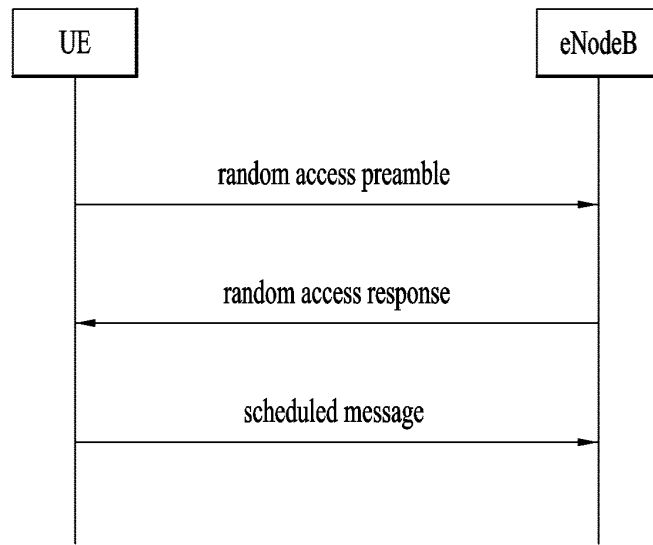 UE
eNodeB
random access preamble
random access response
scheduled message